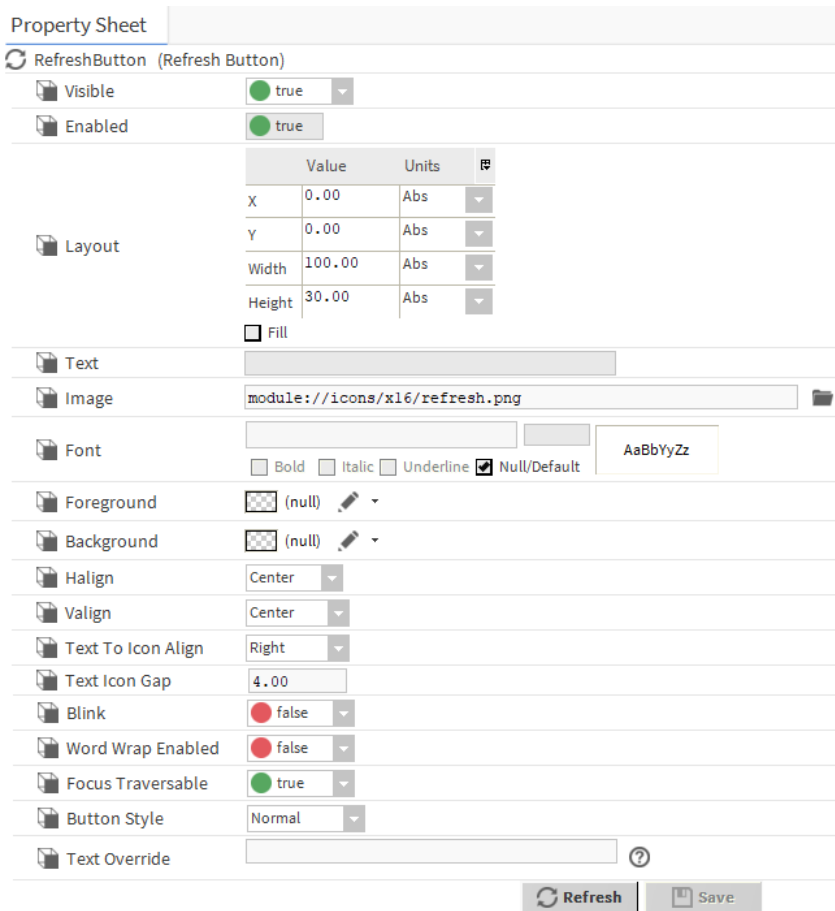 Property Sheet
RefreshButton (Refresh Button)
Visible true
Enabled true
Value Units
X 0.00 Abs
Y 0.00 Abs
Layout
Width 100.00 Abs
Height 30.00 Abs
Fill
Text
Image module://icons/x16/refresh.png
Font AaBbYyZz
Bold Italic Underline Null/Default
Foreground (null)
Background (null)
Halign Center
Valign Center
Text To Icon Align Right
Text Icon Gap 4.00
Blink false
Word Wrap Enabled false
Focus Traversable true
Button Style Normal
Text Override
Refresh Save